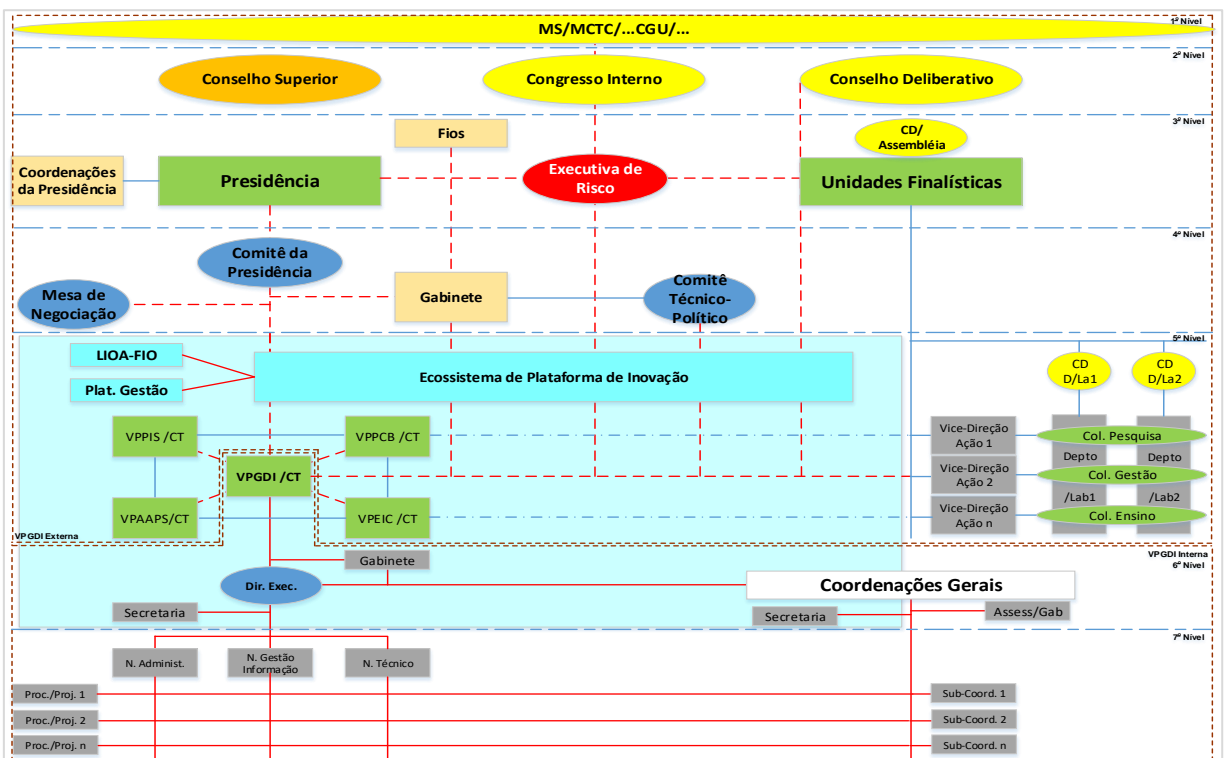 1º Nível
MS/MCTC/...CGU/...
2º Nível
Conselho Superior
Congresso Interno
Conselho Deliberativo
3º Nível
Fios
CD/
Assembléia
Coordenações
da Presidência
Presidência
Executiva de
Risco
Unidades Finalísticas
4º Nível
Comitê da
Presidência
Mesa de
Negociação
Gabinete
Comitê
Técnico-
Político
5º Nível
LIOA-FIO
Plat. Gestão
Ecossistema de Plataforma de Inovação
CD
D/La1
CD
D/La2
VPPIS /CT
VPPCB /CT
VPGDI /CT
VPAAPS/CT
VPEIC /CT
Vice-Direção
Ação 1
Vice-Direção
Ação 2
Vice-Direção
Ação n
Col. Pesquisa
Depto
Depto
Col. Gestão
/Lab1
/Lab2
Col. Ensino
VPGDI Externa
VPGDI Interna
6º Nível
Gabinete
Dir. Exec.
Coordenações Gerais
Secretaria
Secretaria
Assess/Gab
7º Nível
N. Administ.
N. Gestão
Informação
N. Técnico
Proc./Proj. 1
Sub-Coord. 1
Proc./Proj. 2
Sub-Coord. 2
Proc./Proj. n
Sub-Coord. n